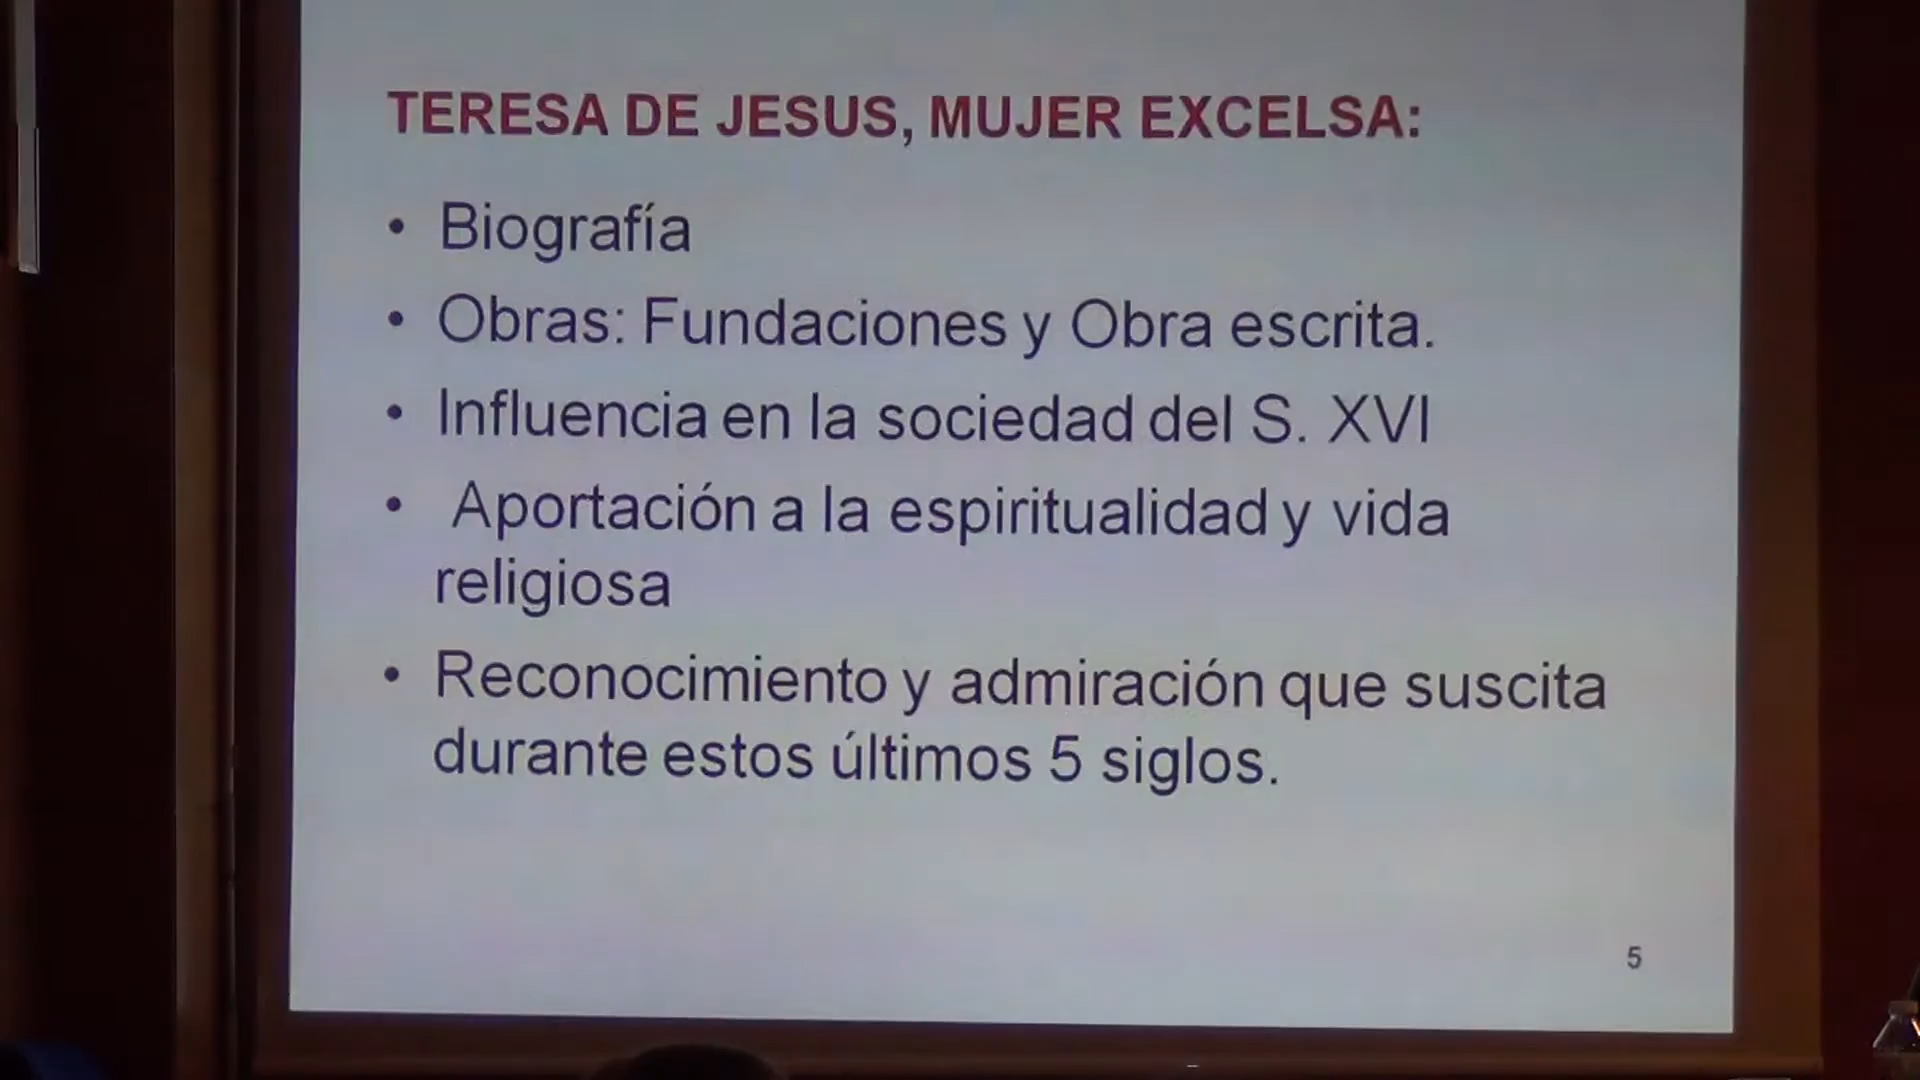 TERESA DE JESUS, MUJER EXCELSA:
• Biografía
• Obras: Fundaciones y Obra escrita.
• Influencia en la sociedad del S. XVI
• Aportación a la espiritualidad y vida
religiosa
• Reconocimiento y admiración que suscita
durante estos últimos 5 siglos.
5